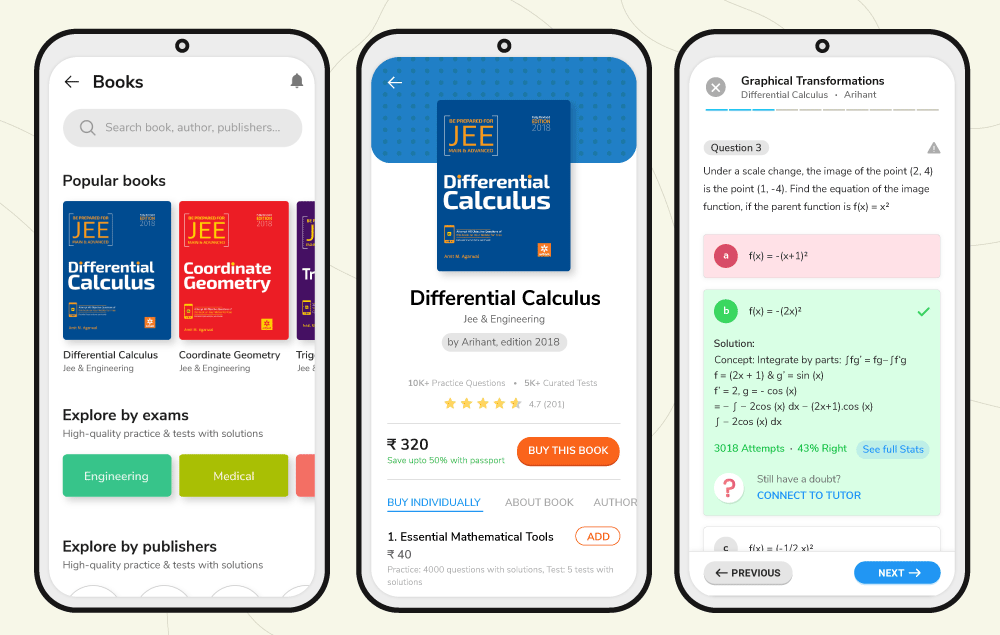 Books
Search book, author, publishers...
Popular books
BE PREPARED FOR
JEE
MAIN & ADVANCED
EDITION
2018
Differential
Calculus
Amit M. Agarwal
BE PREPARED FOR
JEE
MAIN & ADVANCED
EDITION
2018
Coordinate
Geometry
Amit M. Agarwal
Tr
Differential Calculus
Jee & Engineering
Coordinate Geometry
Jee & Engineering
Trig
Jee &
Explore by exams
High-quality practice & tests with solutions
Engineering
Medical
Explore by publishers
High-quality practice & tests with solutions
BE PREPARED FOR
JEE
MAIN & ADVANCED
EDITION
2018
Differential
Calculus
Amit M. Agarwal
Differential Calculus
Jee & Engineering
by Arihant, edition 2018
10K+ Practice Questions • 5K+ Curated Tests
4.7 (201)
₹ 320
Save upto 50% with passport
BUY THIS BOOK
BUY INDIVIDUALLY
ABOUT BOOK
AUTHOR
1. Essential Mathematical Tools
ADD
₹ 40
Practice: 4000 questions with solutions, Test: 5 tests with
solutions
Graphical Transformations
Differential Calculus • Arihant
Question 3
Under a scale change, the image of the point (2, 4)
is the point (1, -4). Find the equation of the image
function, if the parent function is f(x) = x²
a
f(x) = -(x+1)²
b
f(x) = -(2x)²
Solution:
Concept: Integrate by parts: ∫fg' = fg−∫f'g
f = (2x + 1) & g' = sin (x)
f' = 2, g = - cos (x)
= − ∫ − 2cos (x) dx − (2x+1).cos (x)
∫ − 2cos (x) dx
3018 Attempts • 43% Right
See full Stats
?
Still have a doubt?
CONNECT TO TUTOR
c
f(x) = (-1/2 x)²
PREVIOUS
NEXT